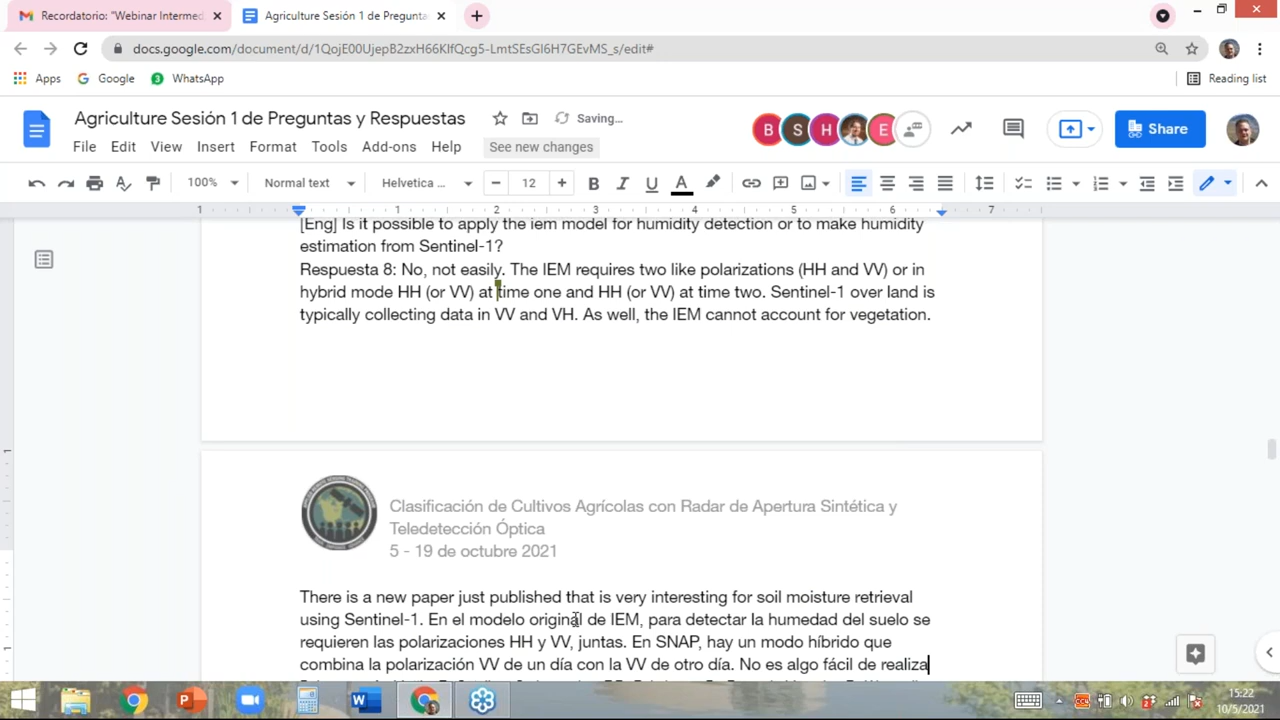 Recordatorio: "Webinar Intermed
Agriculture Sesión 1 de Pregunta
docs.google.com/document/d/1QojE00UjepB2zxH66KlfQcg5-LmtSEsGl6H7GEvMS_s/edit#
Apps Google WhatsApp Reading list
Agriculture Sesión 1 de Preguntas y Respuestas Saving...
B S H E Share
File Edit View Insert Format Tools Add-ons Help See new changes
100% Normal text Helvetica ... 12 B I U A
1 1 2 3 4 5 6 7
[Eng] Is it possible to apply the iem model for humidity detection or to make humidity
estimation from Sentinel-1?
Respuesta 8: No, not easily. The IEM requires two like polarizations (HH and VV) or in
hybrid mode HH (or VV) at time one and HH (or VV) at time two. Sentinel-1 over land is
typically collecting data in VV and VH. As well, the IEM cannot account for vegetation.
Clasificación de Cultivos Agrícolas con Radar de Apertura Sintética y
Teledetección Óptica
5 - 19 de octubre 2021
There is a new paper just published that is very interesting for soil moisture retrieval
using Sentinel-1. En el modelo original de IEM, para detectar la humedad del suelo se
requieren las polarizaciones HH y VV, juntas. En SNAP, hay un modo híbrido que
combina la polarización VV de un día con la VV de otro día. No es algo fácil de realiza
15:22
10/5/2021